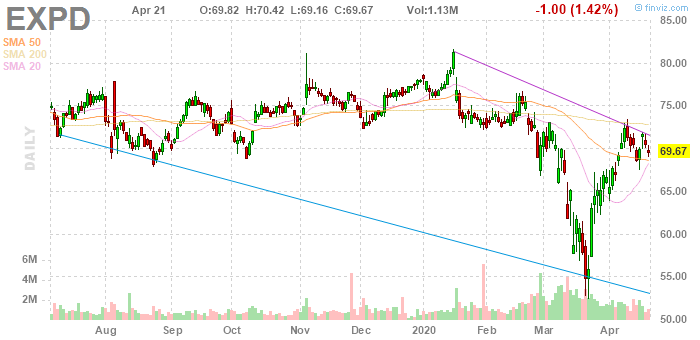 EXPD
Apr 21
O:69.82 H:70.42 L:69.16 C:69.67
Vol:1.13M
-1.00 (1.42%)
© finviz.com
SMA 50
SMA 200
SMA 20
DAILY
85.00
80.00
75.00
69.67
65.00
60.00
55.00
50.00
6M
4M
2M
Aug Sep Oct Nov Dec 2020 Feb Mar Apr